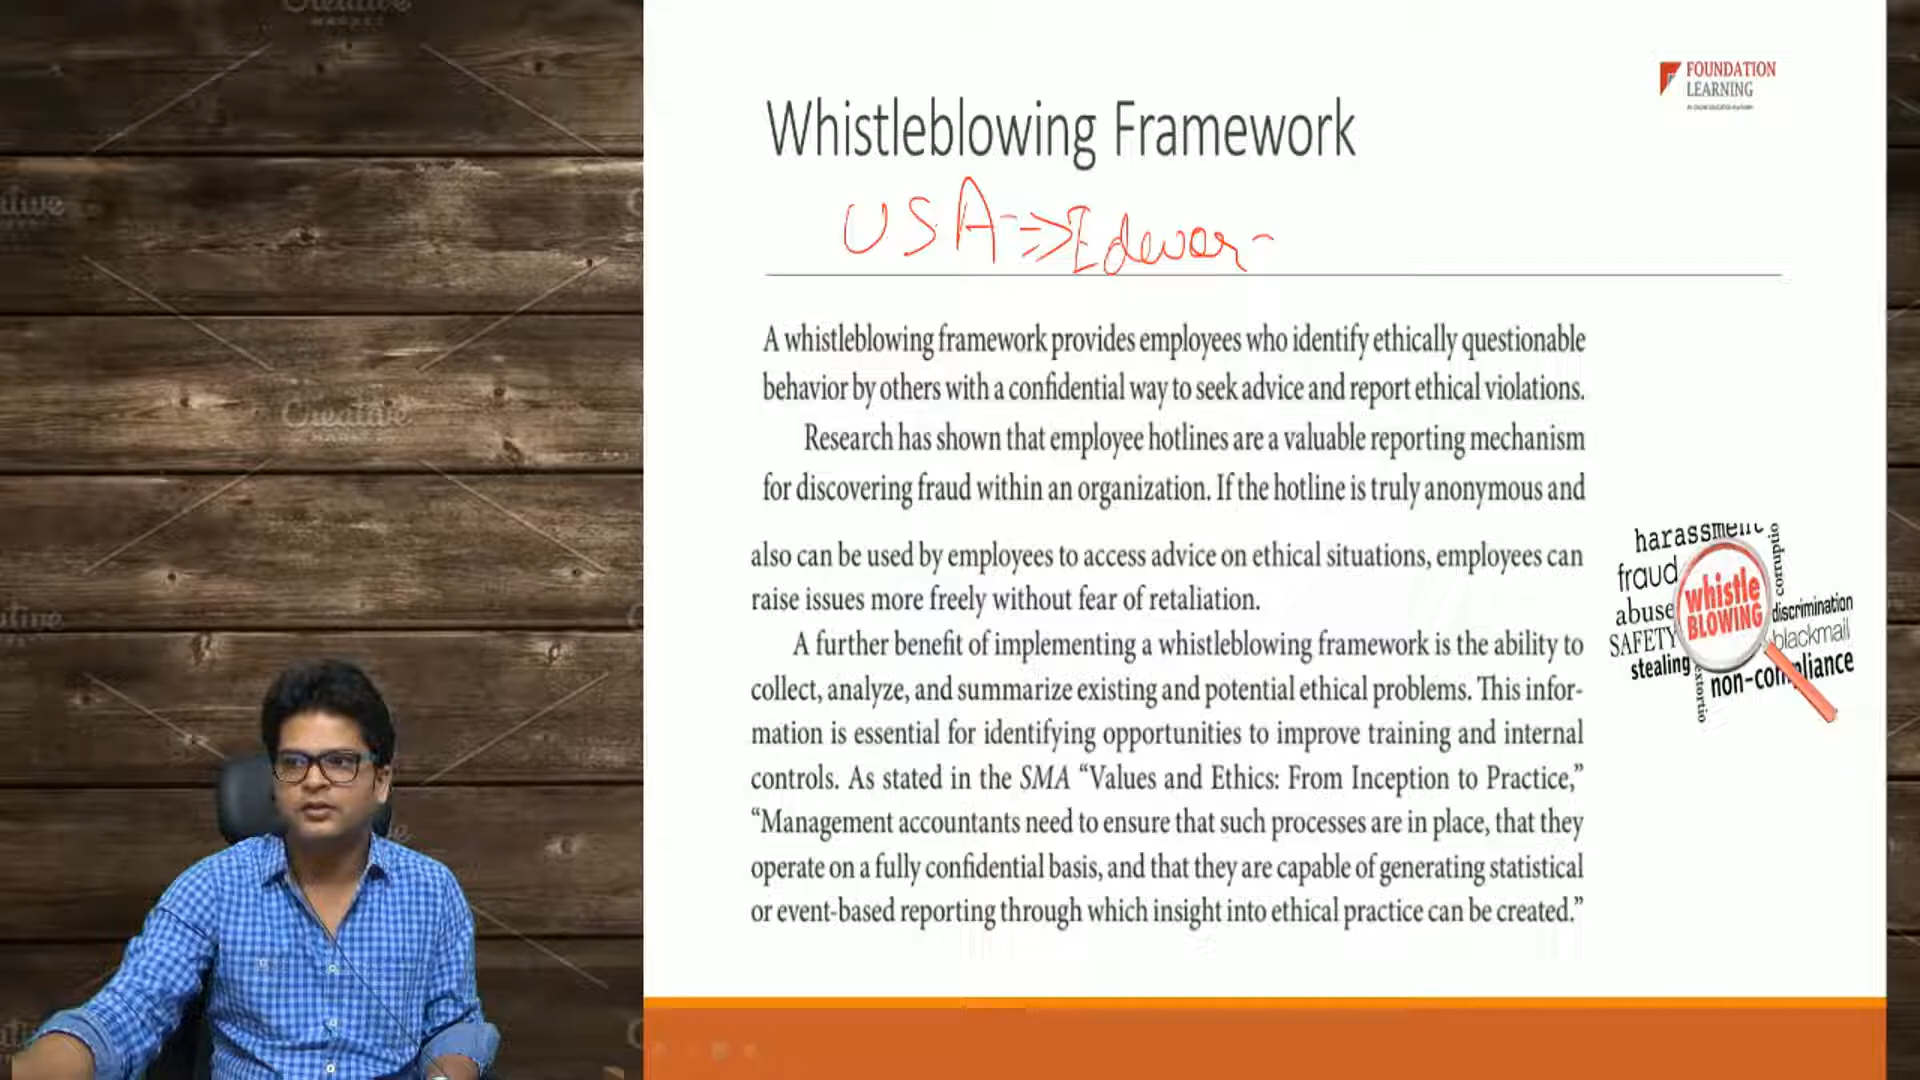 FOUNDATION
LEARNING
Whistleblowing Framework
USA => Edwar-
A whistleblowing framework provides employees who identify ethically questionable
behavior by others with a confidential way to seek advice and report ethical violations.
Research has shown that employee hotlines are a valuable reporting mechanism
for discovering fraud within an organization. If the hotline is truly anonymous and
also can be used by employees to access advice on ethical situations, employees can
raise issues more freely without fear of retaliation.
A further benefit of implementing a whistleblowing framework is the ability to
collect, analyze, and summarize existing and potential ethical problems. This infor-
mation is essential for identifying opportunities to improve training and internal
controls. As stated in the SMA “Values and Ethics: From Inception to Practice,”
“Management accountants need to ensure that such processes are in place, that they
operate on a fully confidential basis, and that they are capable of generating statistical
or event-based reporting through which insight into ethical practice can be created.”
harassment
corruptio
fraud
whistle
BLOWING
abuse
discrimination
SAFETY
blackmail
stealing
non-compliance
extortio
Creative
MARKET